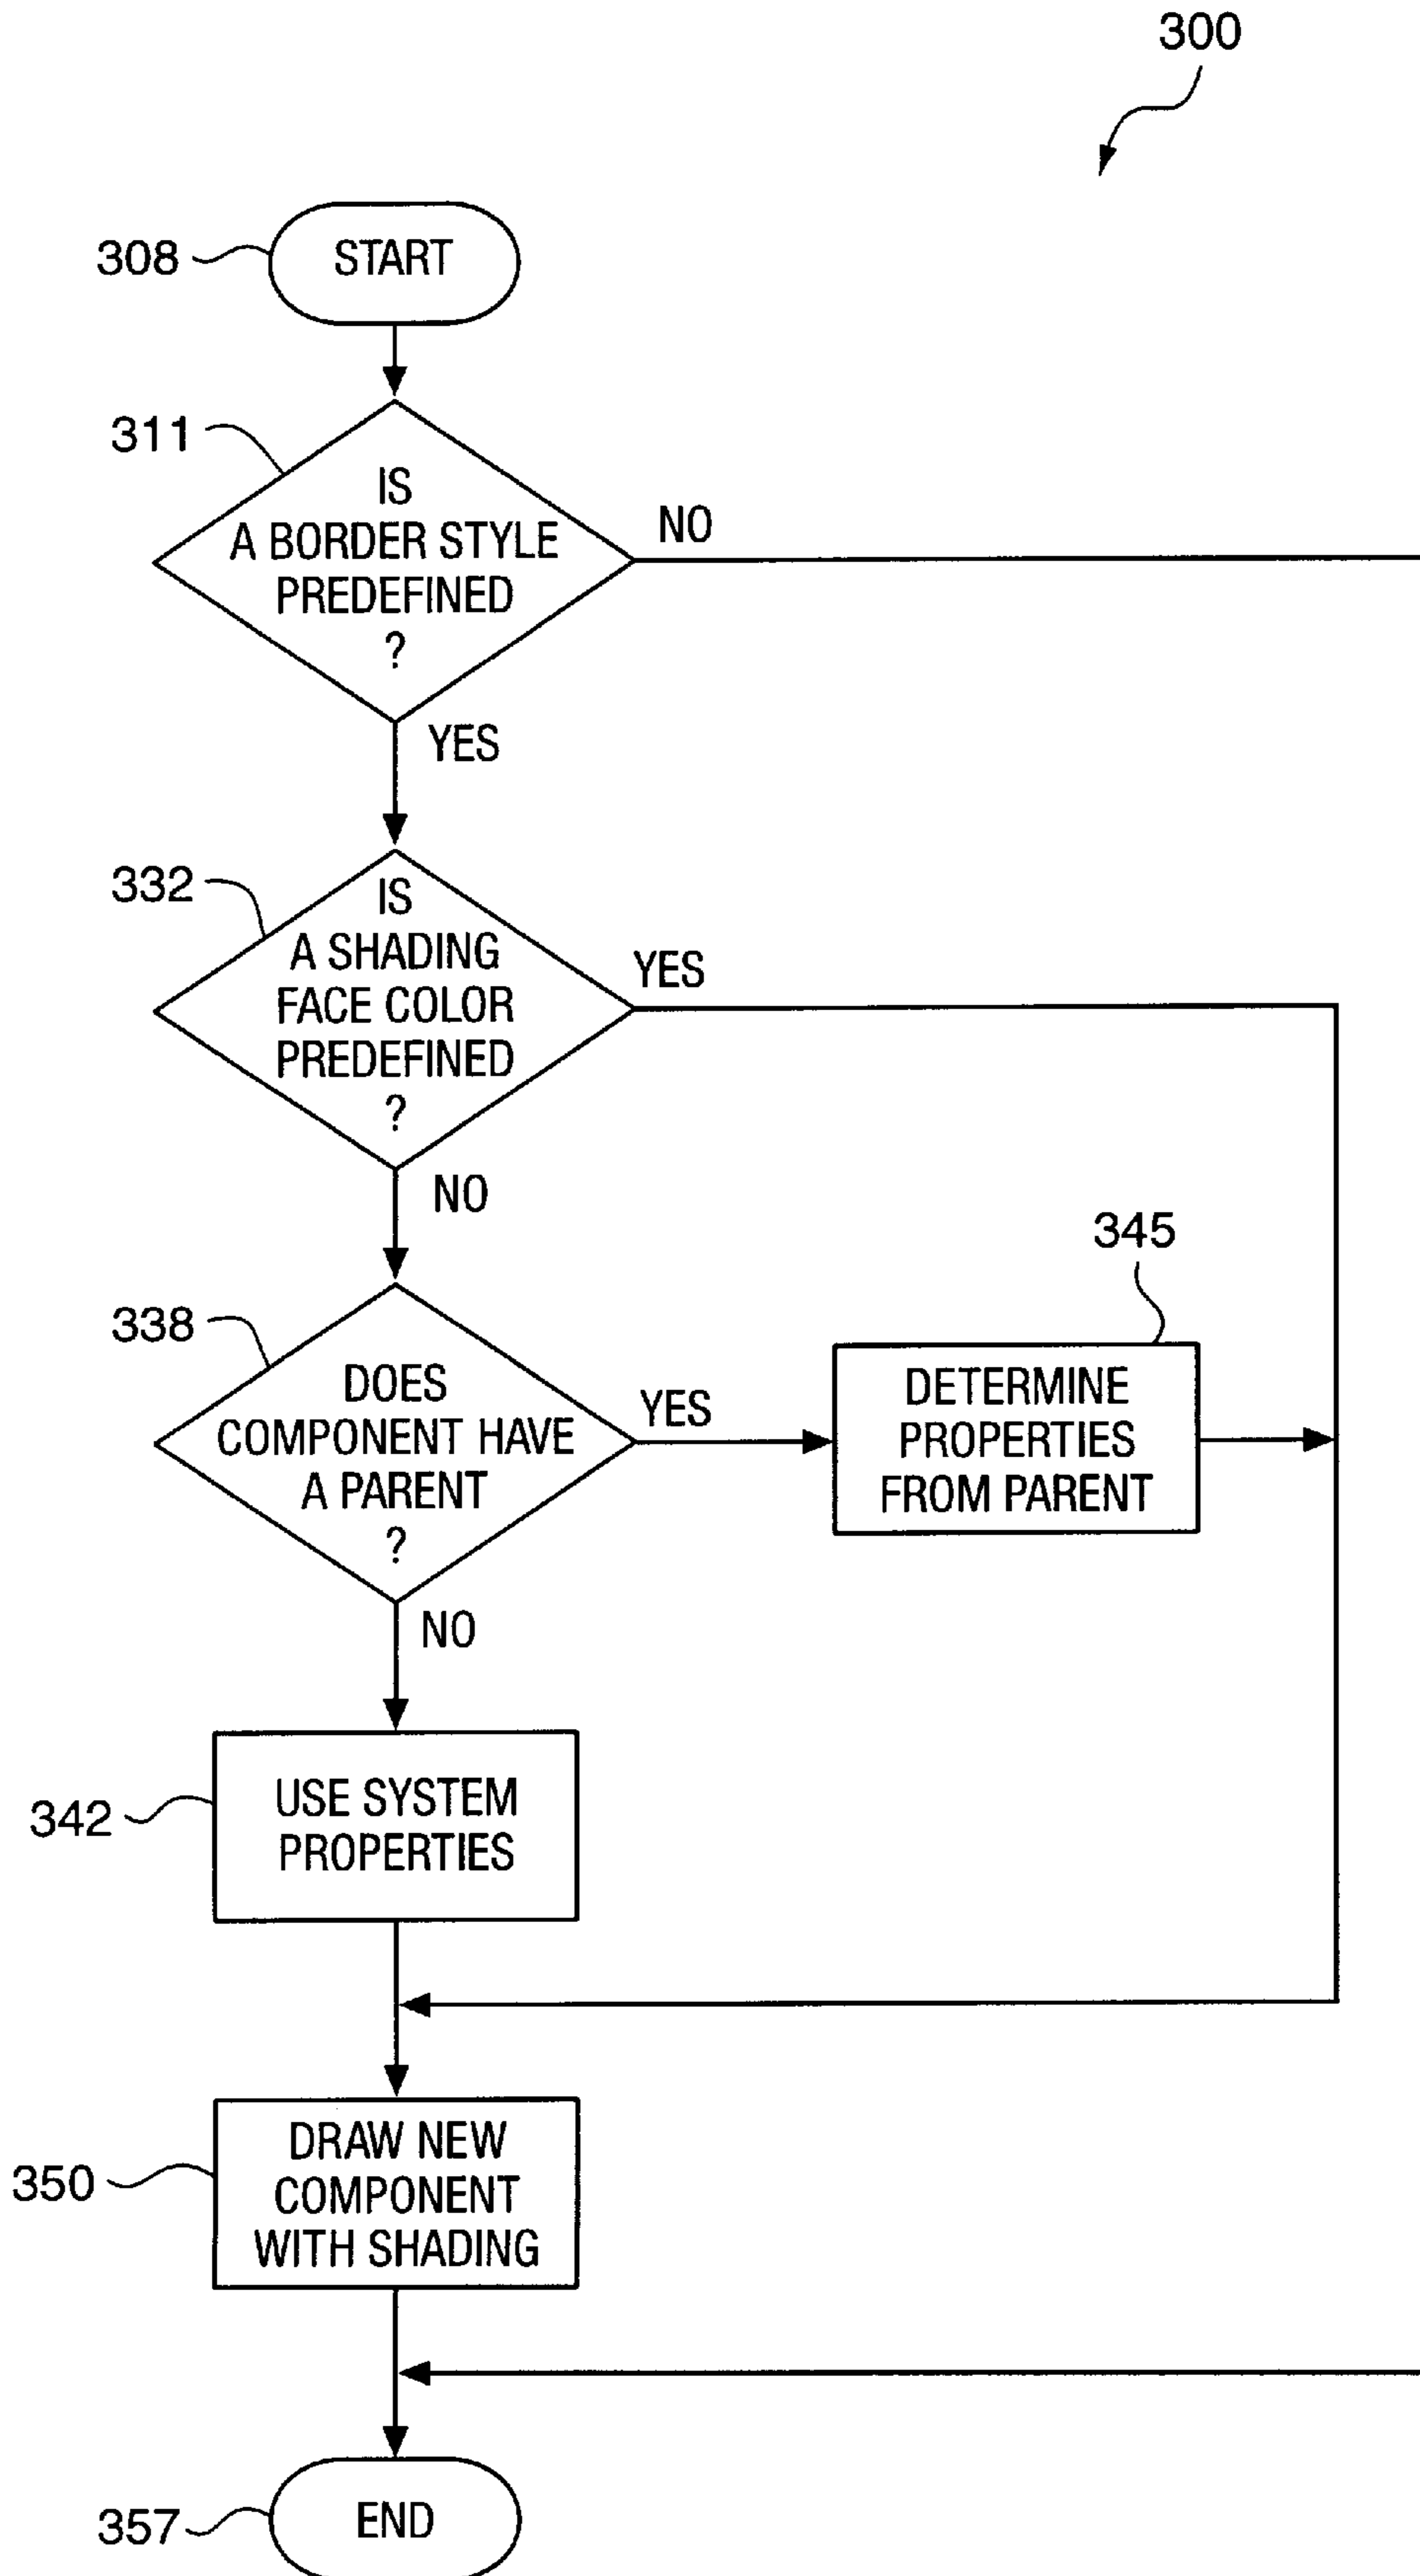 300
308
START
311
IS
A BORDER STYLE
PREDEFINED
?
NO
YES
332
IS
A SHADING
FACE COLOR
PREDEFINED
?
YES
NO
338
DOES
COMPONENT HAVE
A PARENT
?
YES
345
DETERMINE
PROPERTIES
FROM PARENT
NO
342
USE SYSTEM
PROPERTIES
350
DRAW NEW
COMPONENT
WITH SHADING
357
END